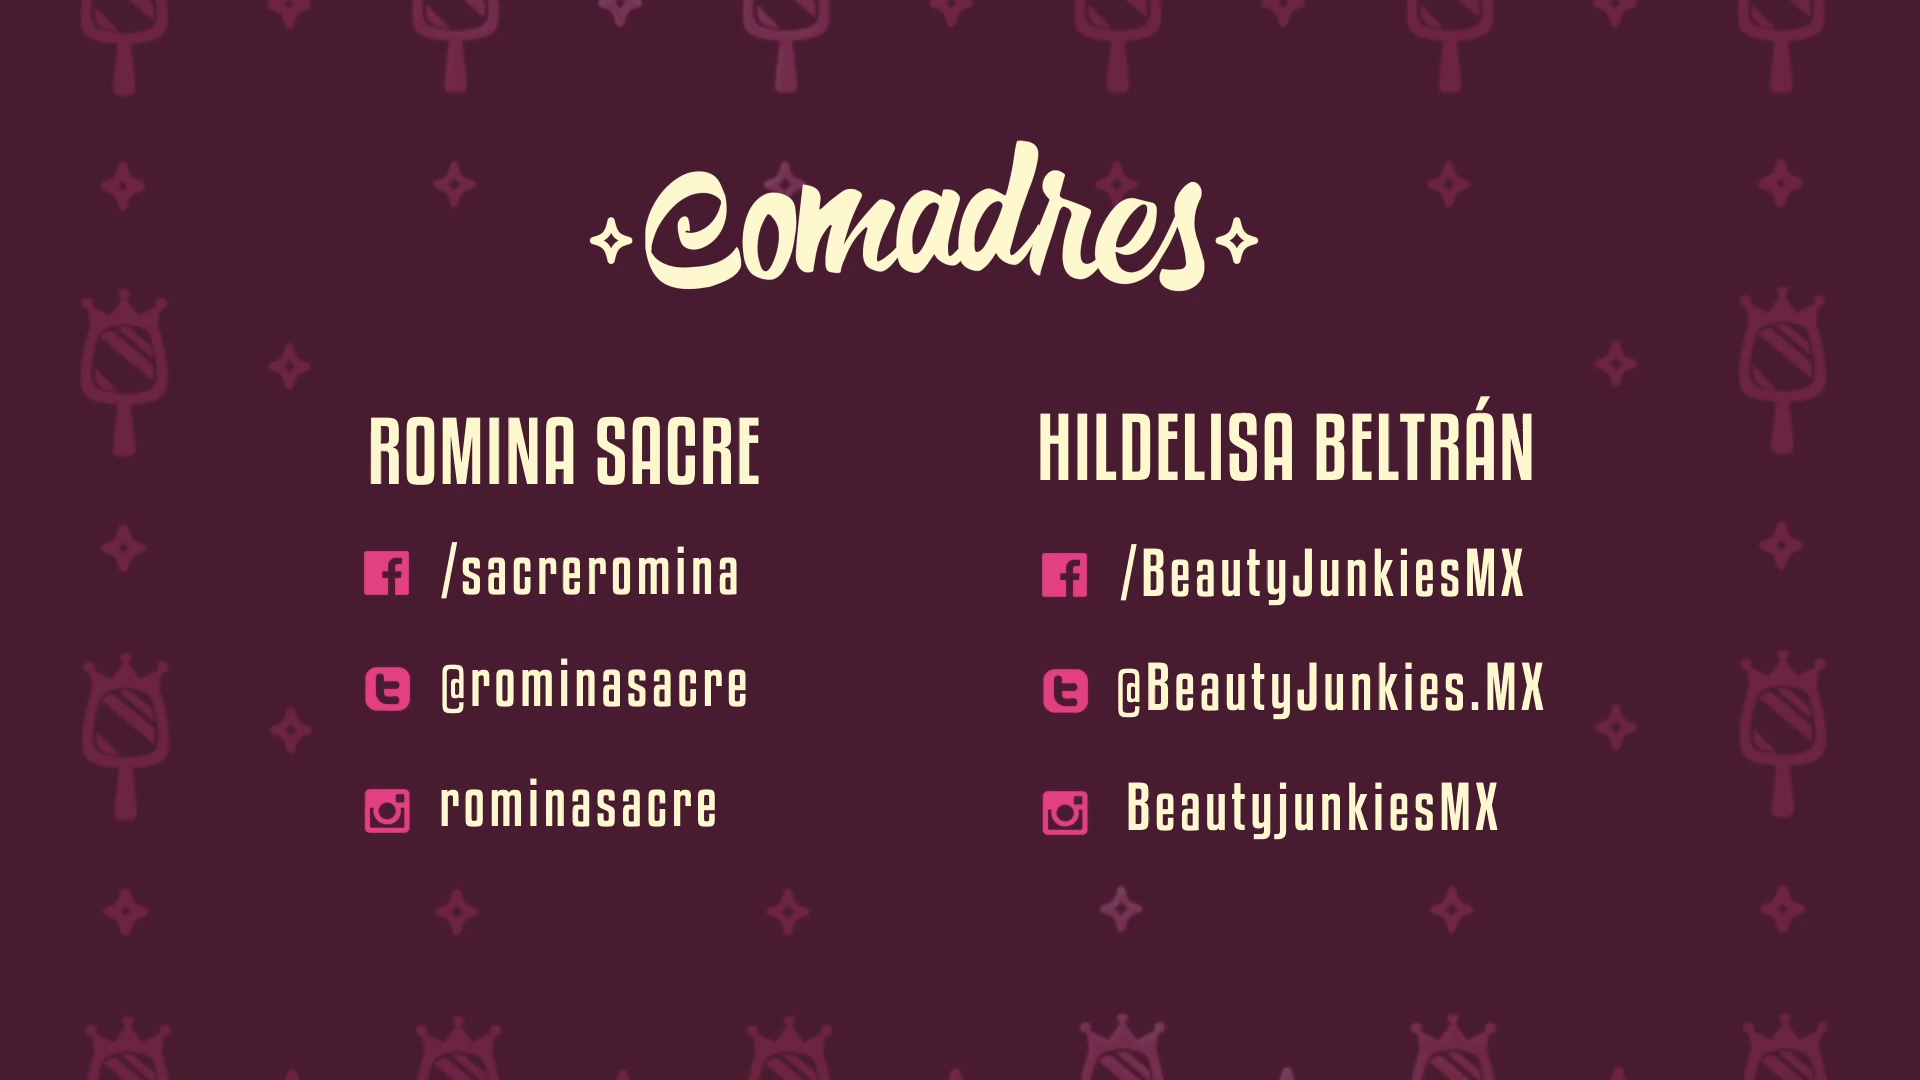 Comadres
ROMINA SACRE
/sacreromina
@rominasacre
rominasacre
HILDELISA BELTRÁN
/BeautyJunkiesMX
@BeautyJunkies.MX
BeautyjunkiesMX